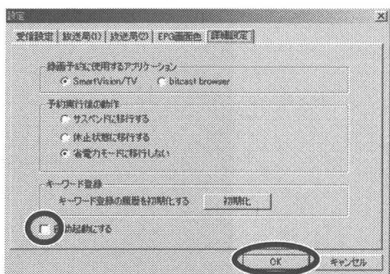 設定
受信設定 放送局(1) 放送局(2) EPG画面色 詳細設定
録画予約に使用するアプリケーション
SmartVision/TV bitcast browser
予約実行後の動作
サスペンドに移行する
休止状態に移行する
省電力モードに移行しない
キーワード登録
キーワード登録の履歴を初期化する 初期化
動起動にする
OK キャンセル